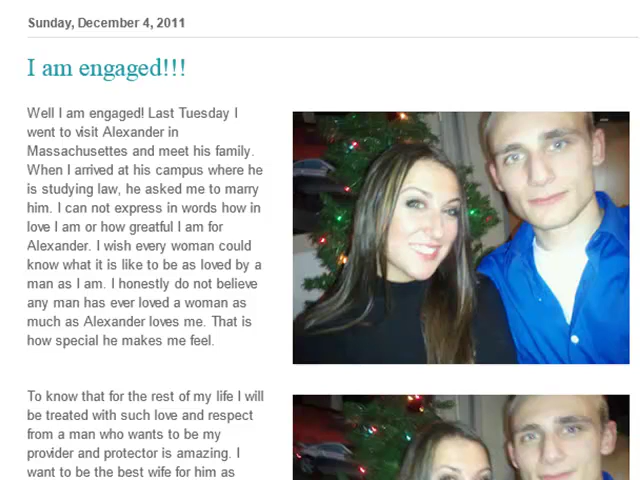 Sunday, December 4, 2011
I am engaged!!!
Well I am engaged! Last Tuesday I
went to visit Alexander in
Massachusetts and meet his family.
When I arrived at his campus where he
is studying law, he asked me to marry
him. I can not express in words how in
love I am or how greatful I am for
Alexander. I wish every woman could
know what it is like to be as loved by a
man as I am. I honestly do not believe
any man has ever loved a woman as
much as Alexander loves me. That is
how special he makes me feel.
To know that for the rest of my life I will
be treated with such love and respect
from a man who wants to be my
provider and protector is amazing. I
want to be the best wife for him as